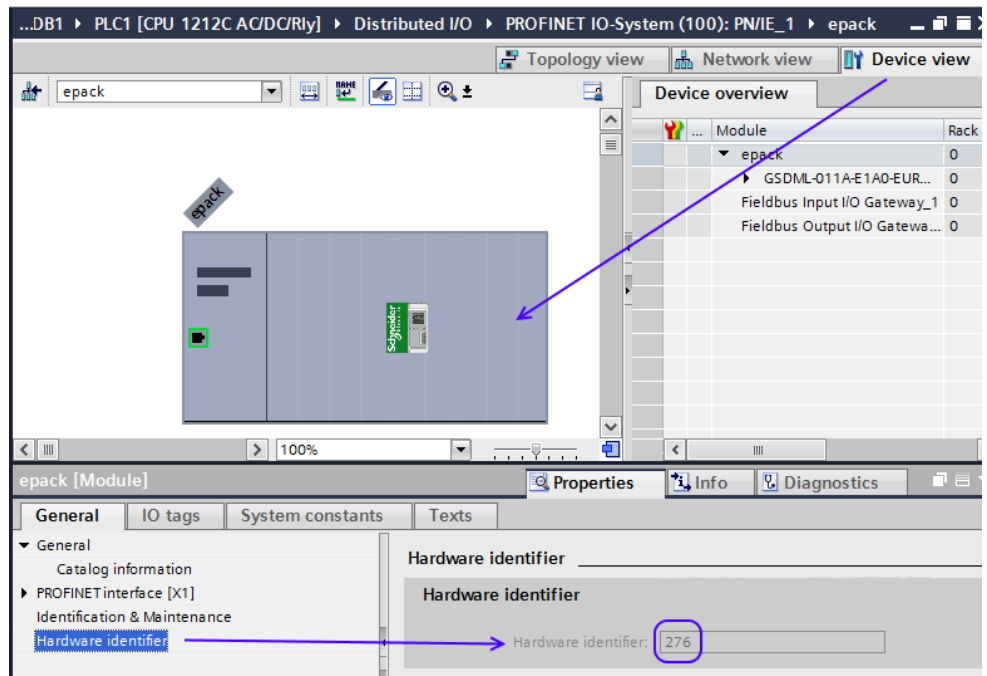 ...DB1 ▸ PLC1 [CPU 1212C AC/DC/Rly] ▸ Distributed I/O ▸ PROFINET IO-System (100): PN/IE_1 ▸ epack
Topology view Network view Device view
epack
NAME
Device overview
... Module Rack
epack 0
GSDML-011A-E1A0-EUR... 0
Fieldbus Input I/O Gateway_1 0
Fieldbus Output I/O Gatewa... 0
epack
Schneider
Electric
100%
epack [Module]
Properties Info Diagnostics
General IO tags System constants Texts
General
Catalog information
PROFINET interface [X1]
Identification & Maintenance
Hardware identifier
Hardware identifier
Hardware identifier
Hardware identifier: 276